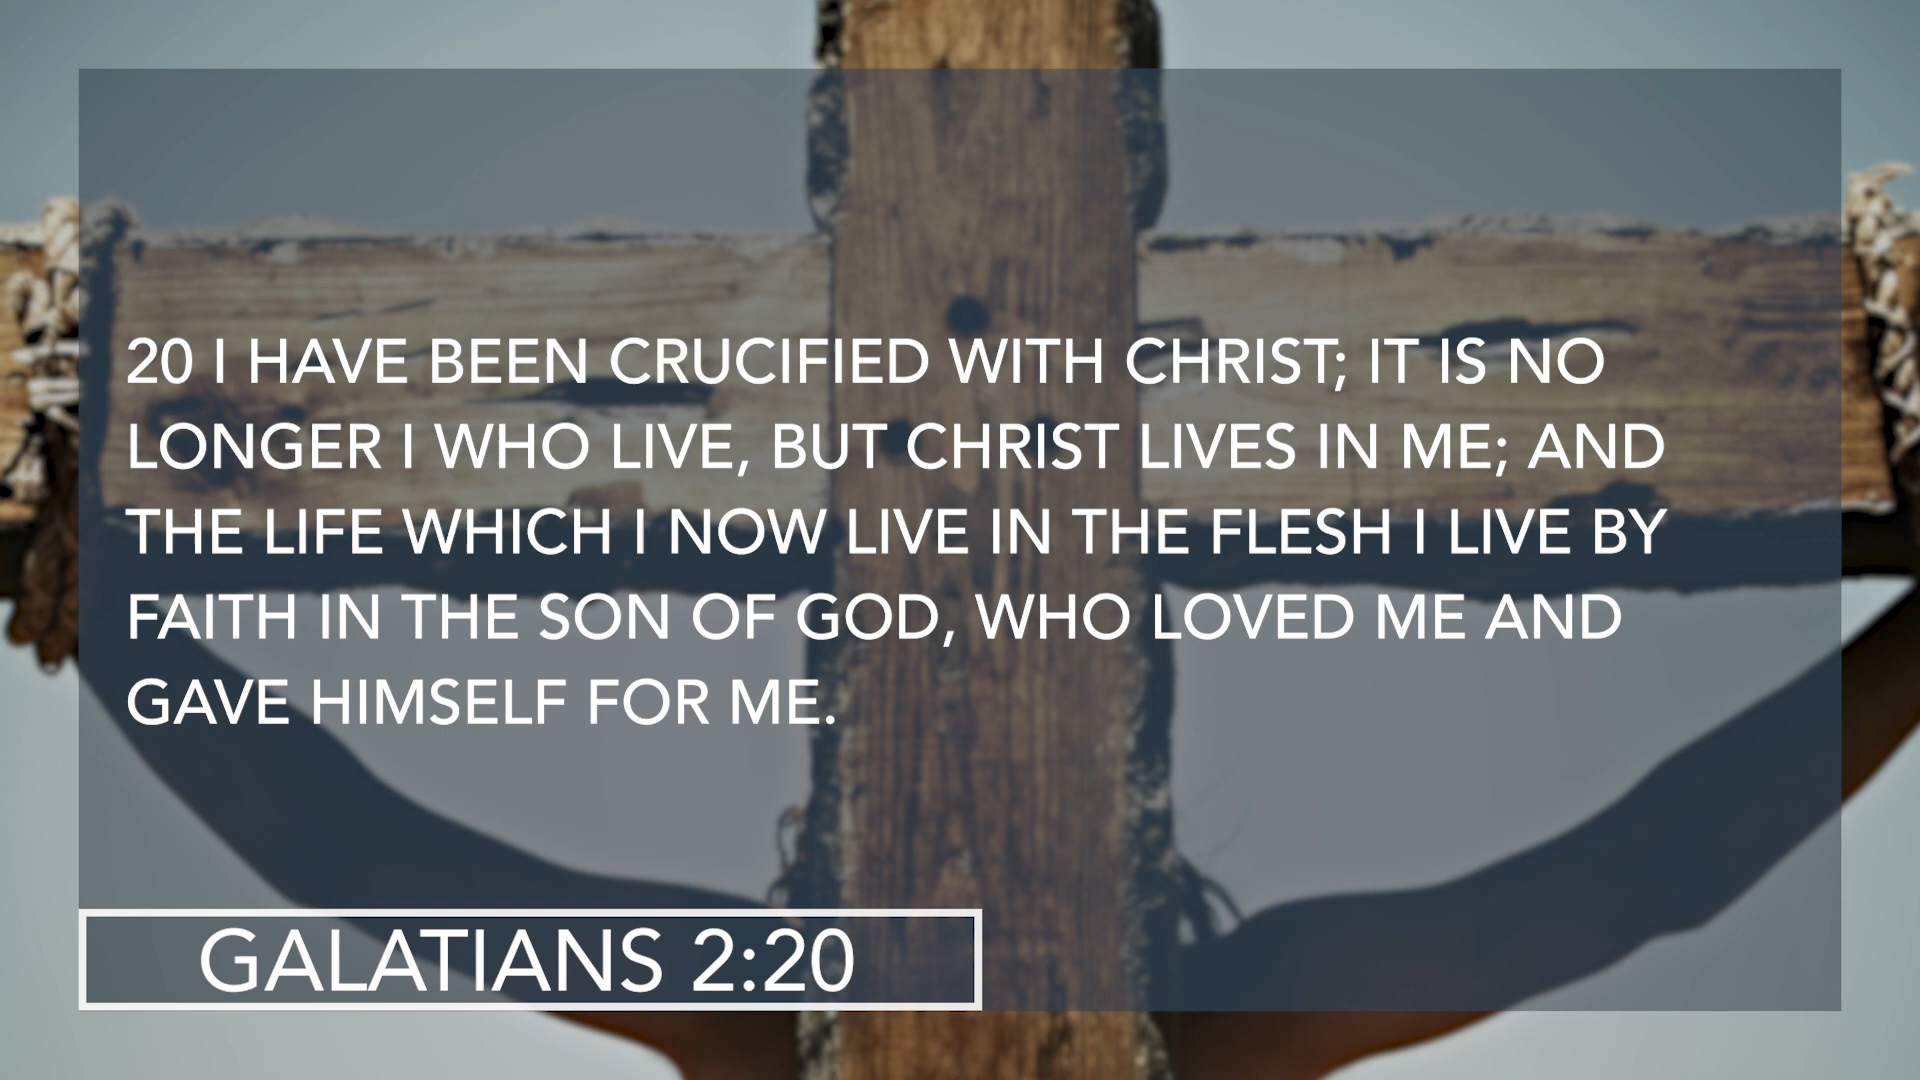 20 I HAVE BEEN CRUCIFIED WITH CHRIST; IT IS NO
LONGER I WHO LIVE, BUT CHRIST LIVES IN ME; AND
THE LIFE WHICH I NOW LIVE IN THE FLESH I LIVE BY
FAITH IN THE SON OF GOD, WHO LOVED ME AND
GAVE HIMSELF FOR ME.
GALATIANS 2:20